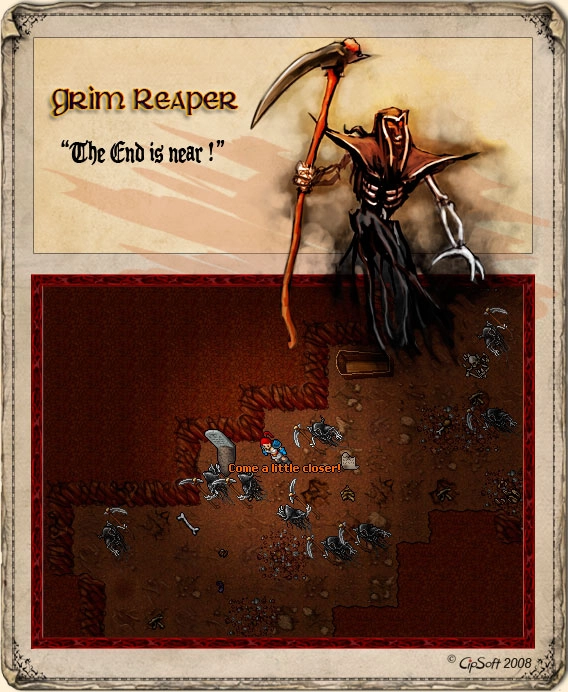 Grim Reaper
“The End is near !”
Come a little closer!
© CipSoft 2008